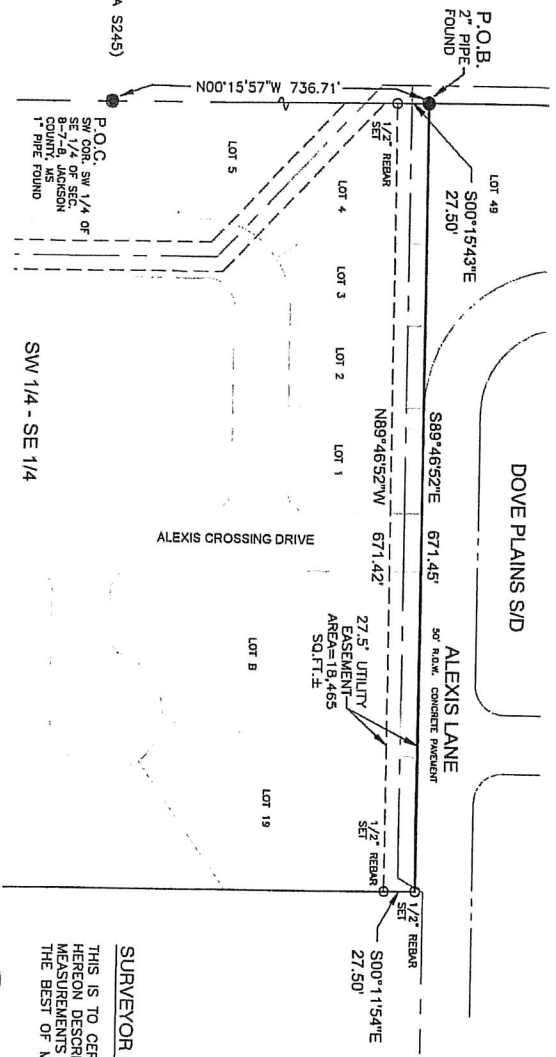 P.O.B.
2" PIPE
FOUND
LOT 49
S00°15'43"E
27.50'
DOVE PLAINS S/D
ALEXIS LANE
50' R.O.W. CONCRETE PAVEMENT
N00°15'57"W 736.71'
1/2" REBAR
SET
S89°46'52"E 671.45'
N89°46'52"W 671.42'
27.5' UTILITY
EASEMENT
AREA=18,465
SQ.FT.±
1/2" REBAR
SET
1/2" REBAR
SET
S00°11'54"E
27.50'
LOT 5
LOT 4
LOT 3
LOT 2
LOT 1
ALEXIS CROSSING DRIVE
LOT B
LOT 19
A S245)
P.O.C.
SW COR. SW 1/4 OF
SE 1/4 OF SEC.
8-7-8, JACKSON
COUNTY, MS
1" PIPE FOUND
SW 1/4 - SE 1/4
SURVEYOR
THIS IS TO CER
HEREON DESCRI
MEASUREMENTS
THE BEST OF M